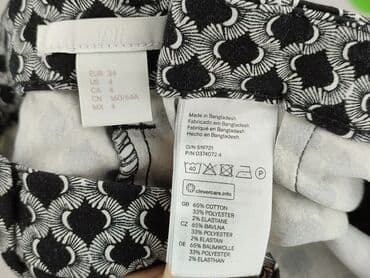 EUR 34
US 4
CA 4
CN 160/64A
MX 4
Made in Bangladesh
Fabricado em Bangladesh
Fabriqué en Bangladesh
Hecho en Bangladesh
P/N 0374072-4
40
P
clevercare.info
GB 65% COTTON
33% POLYESTER
2% ELASTANE
CZ 65% BAVLNA
33% POLYESTER
2% ELASTAN
DE 65% BAUMWOLLE
33% POLYESTER
2% ELASTHAN